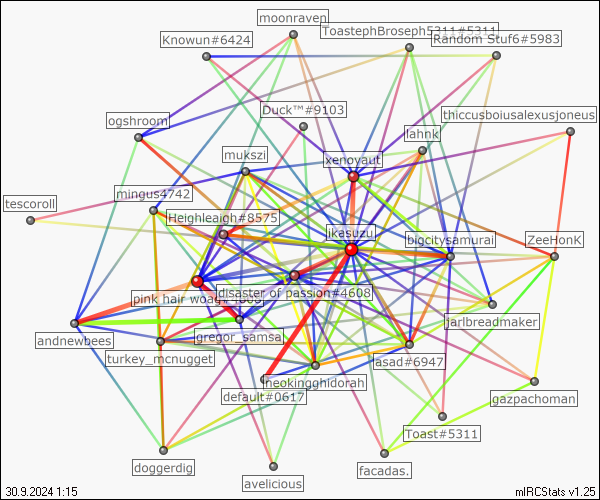 moonraven
ToastephBroseph5311#5311
Knowun#6424
Random Stuf6#5983
Duck™#9103
thiccusboiusalexusjoneus
ogshroom
lahnk
mukszi
xenoyaut
mingus4742
tescoroll
Heighleaigh#8575
ikasuzu
bigcitysamurai
ZeeHonK
pink hair woag#4808
disaster of passion#4608
jarlbreadmaker
andnewbees
gregor_samsa
turkey_mcnugget
asad#6947
neokingghidorah
default#0617
gazpachoman
Toast#5311
doggerdig
facadas.
avelicious
30.9.2024 1:15
mIRCStats v1.25